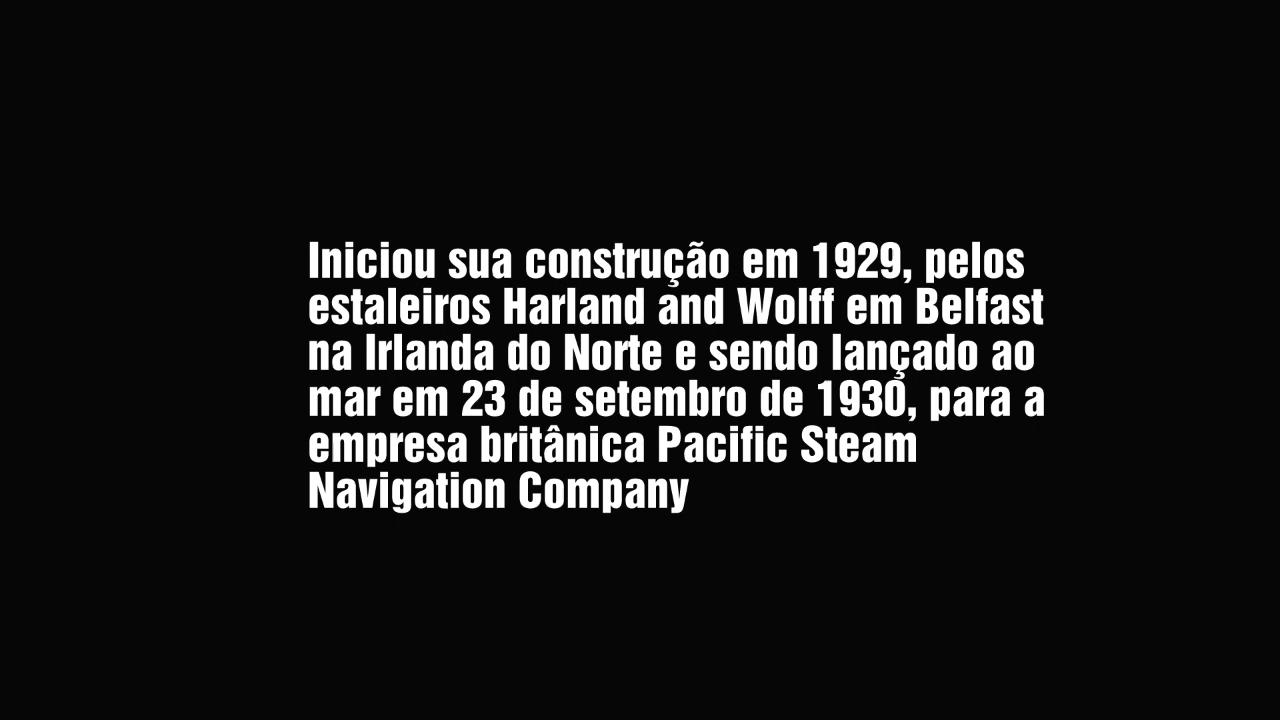 Iniciou sua construção em 1929, pelos
estaleiros Harland and Wolff em Belfast
na Irlanda do Norte e sendo lançado ao
mar em 23 de setembro de 1930, para a
empresa britânica Pacific Steam
Navigation Company